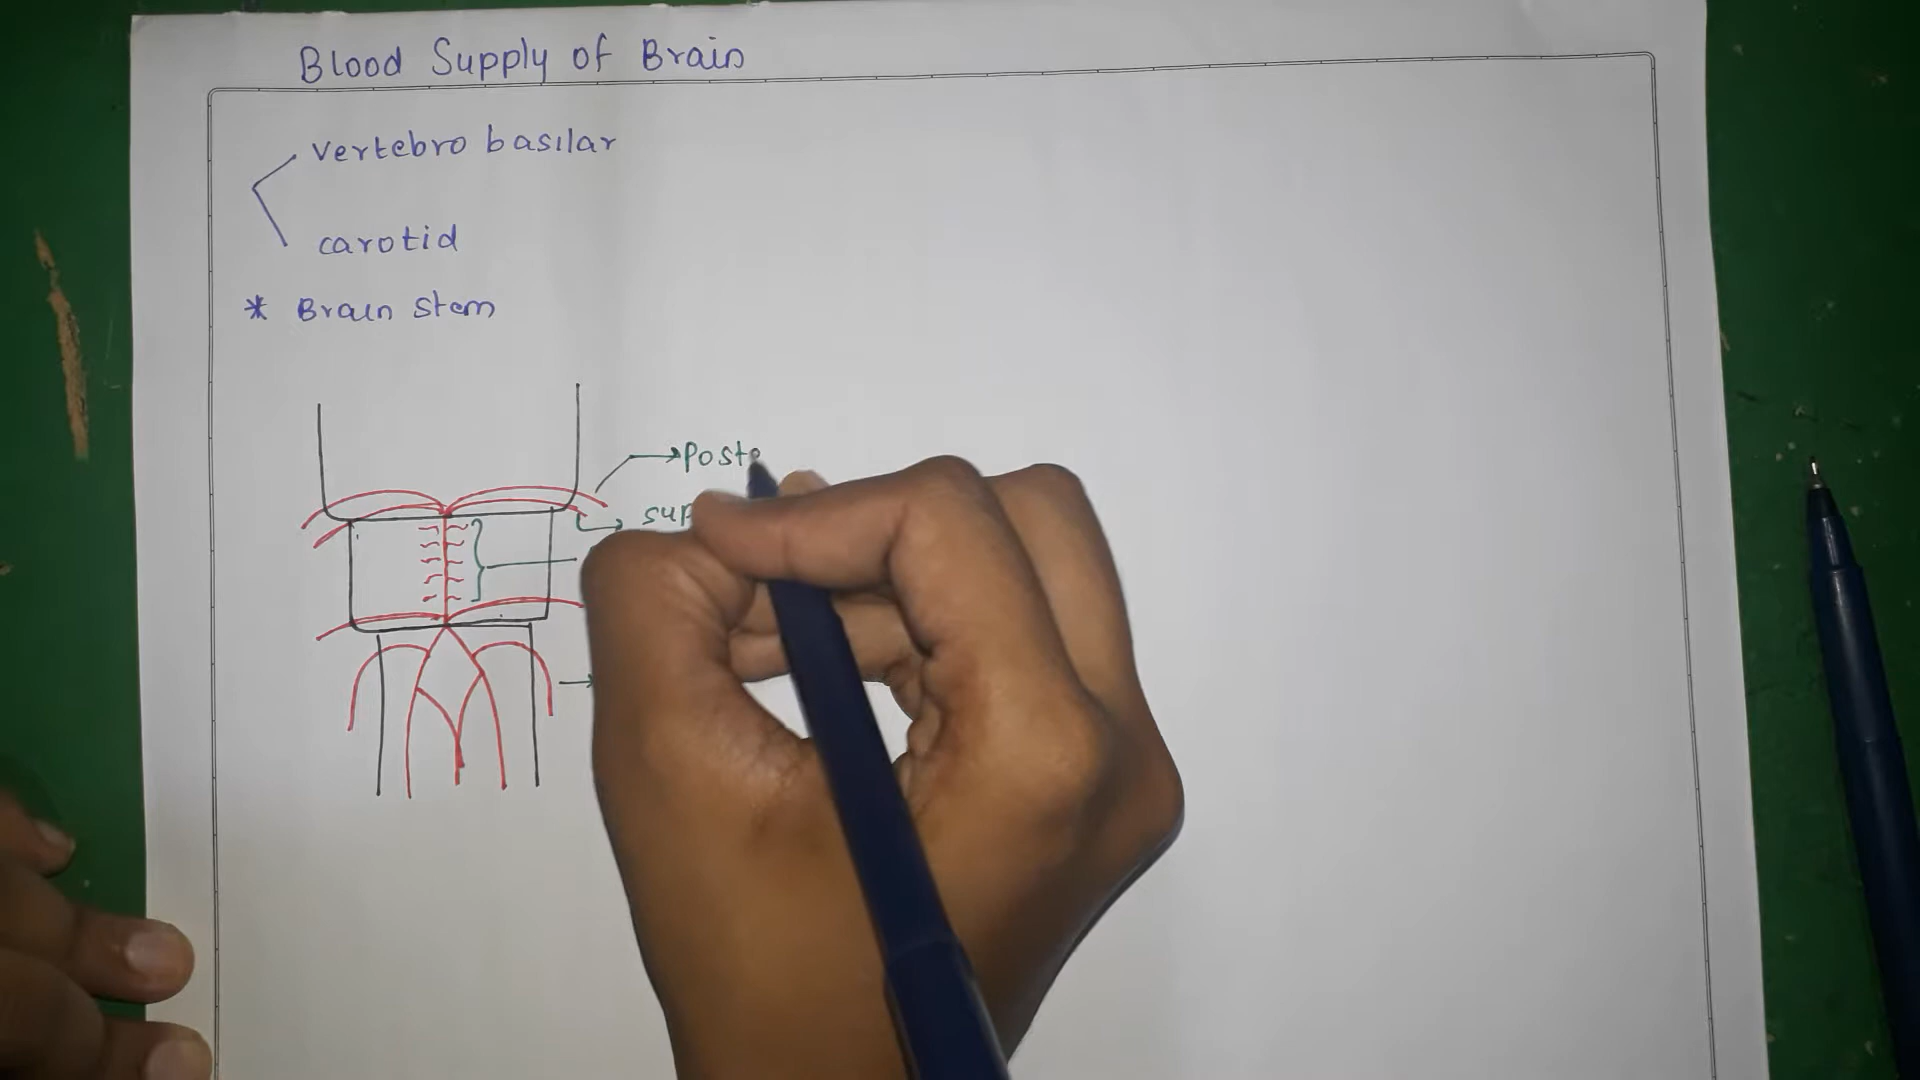 Blood Supply of Brain
vertebro basilar
carotid
* Brain Stem
Poste
sup